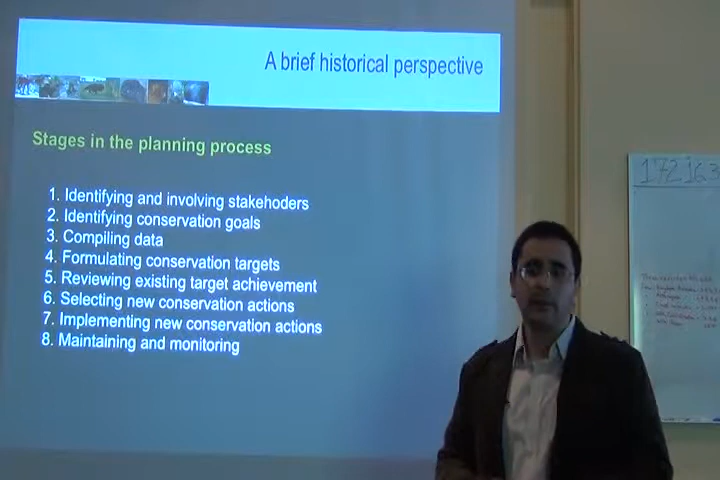 A brief historical perspective
Stages in the planning process
1. Identifying and involving stakehoders
2. Identifying conservation goals
3. Compiling data
4. Formulating conservation targets
5. Reviewing existing target achievement
6. Selecting new conservation actions
7. Implementing new conservation actions
8. Maintaining and monitoring
172 163